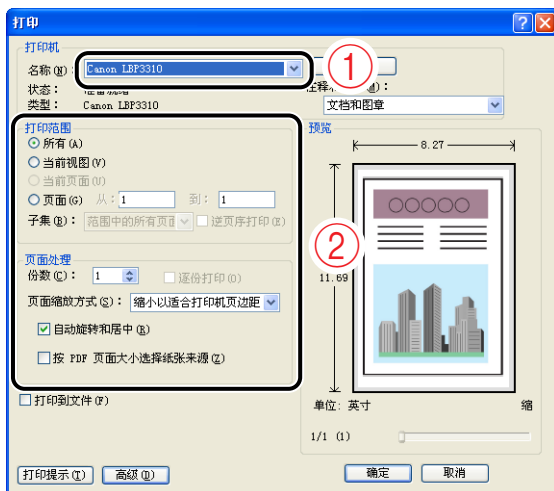 打印
打印机
名称(N): Canon LBP3310
①
状态:
类型: Canon LBP3310
文档和图章
打印范围
所有(A)
当前视图(V)
当前页面(U)
页面(G) 从: 1 到: 1
子集(B): 范围中的所有页面 逆页序打印(E)
页面处理
份数(C): 1 逐份打印(O)
页面缩放方式(S): 缩小以适合打印机页边距
自动旋转和居中(R)
按 PDF 页面大小选择纸张来源(Z)
打印到文件(F)
预览
8.27
②
11.69
单位: 英寸 缩
1/1 (1)
打印提示(T) 高级(D) 确定 取消